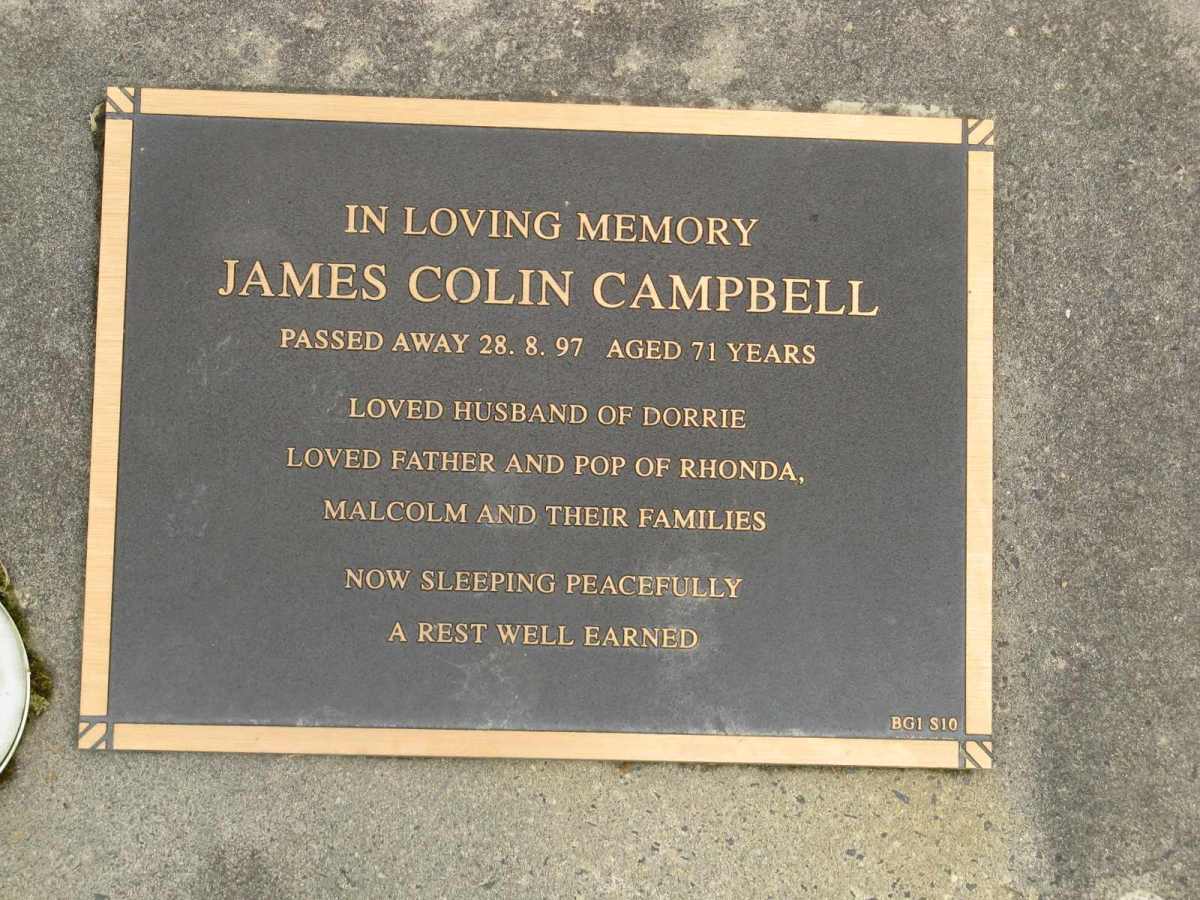 IN LOVING MEMORY
JAMES COLIN CAMPBELL
PASSED AWAY 28. 8. 97 AGED 71 YEARS
LOVED HUSBAND OF DORRIE
LOVED FATHER AND POP OF RHONDA,
MALCOLM AND THEIR FAMILIES
NOW SLEEPING PEACEFULLY
A REST WELL EARNED
BG1 S10